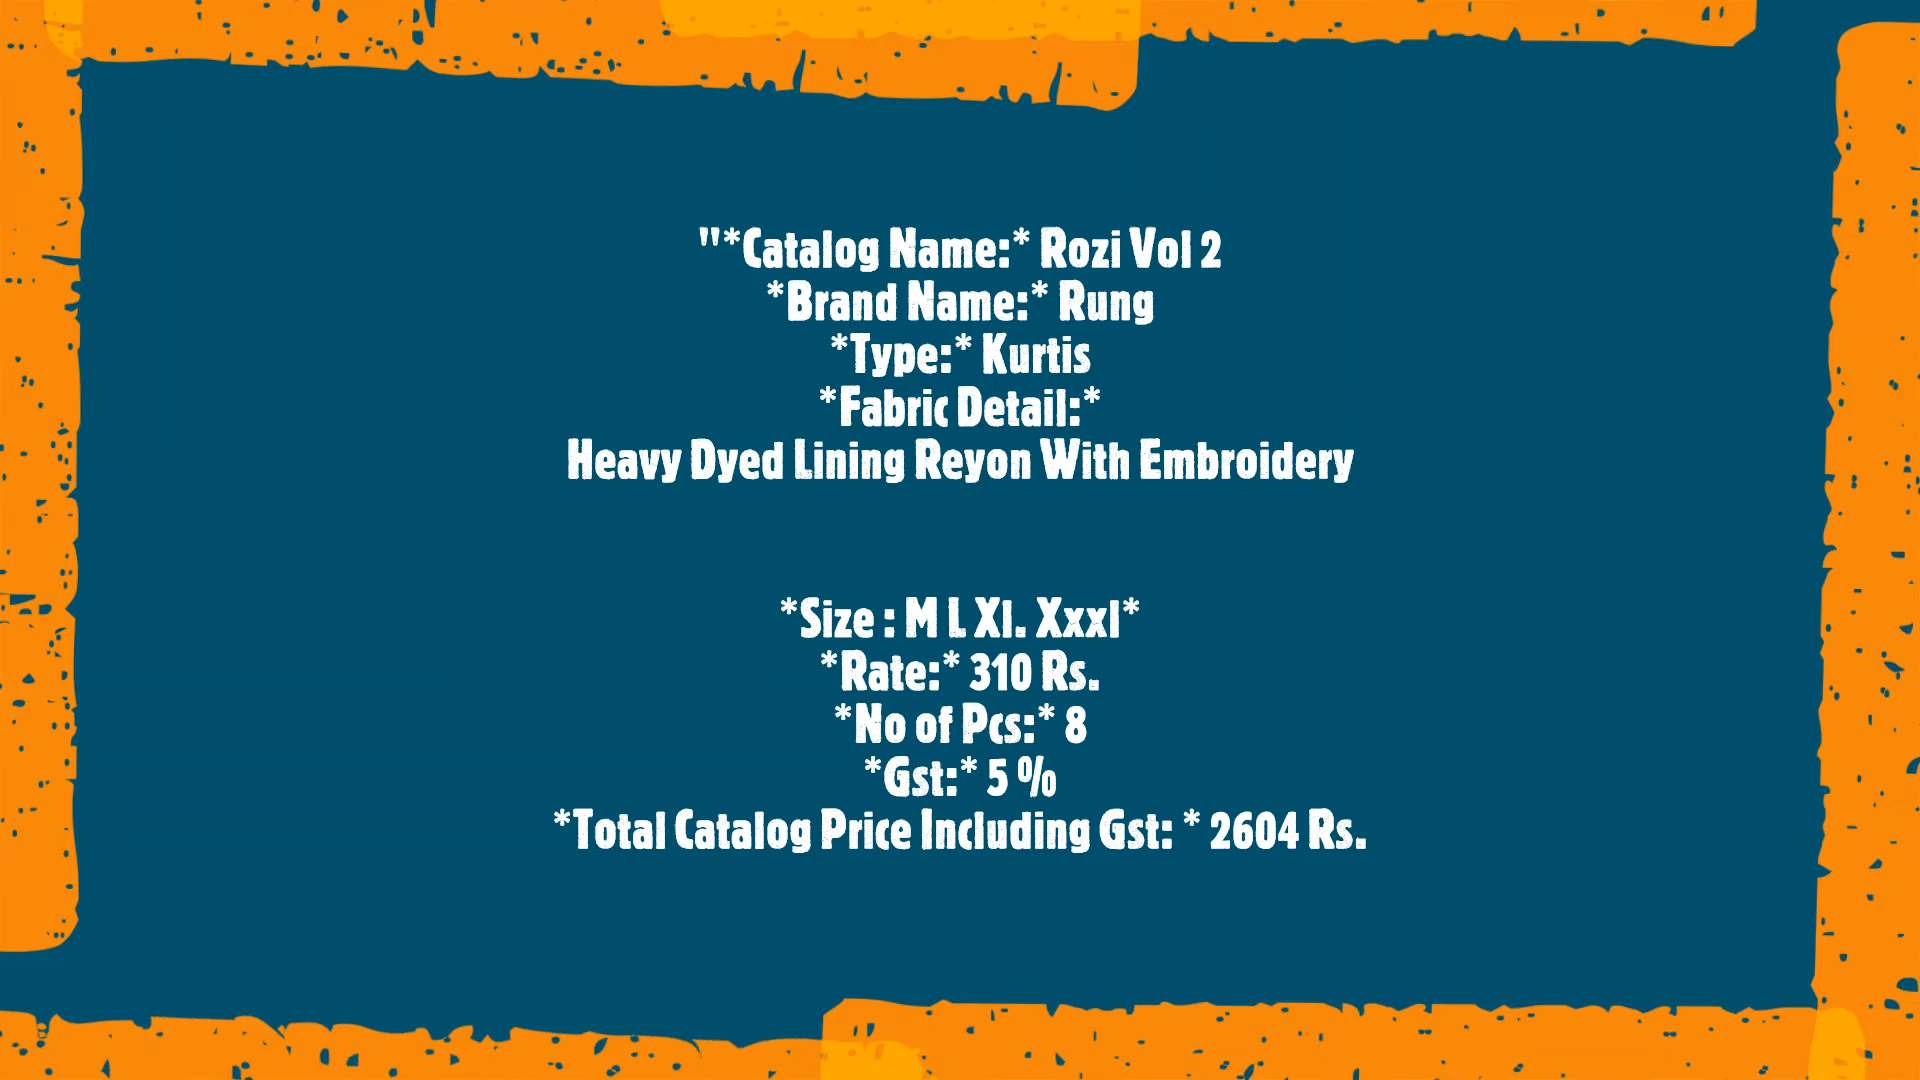 "*Catalog Name:* Rozi Vol 2
*Brand Name:* Rung
*Type:* Kurtis
*Fabric Detail:*
Heavy Dyed Lining Reyon With Embroidery
*Size : M L Xl. Xxxl*
*Rate:* 310 Rs.
*No of Pcs:* 8
*Gst:* 5 %
*Total Catalog Price Including Gst: * 2604 Rs.